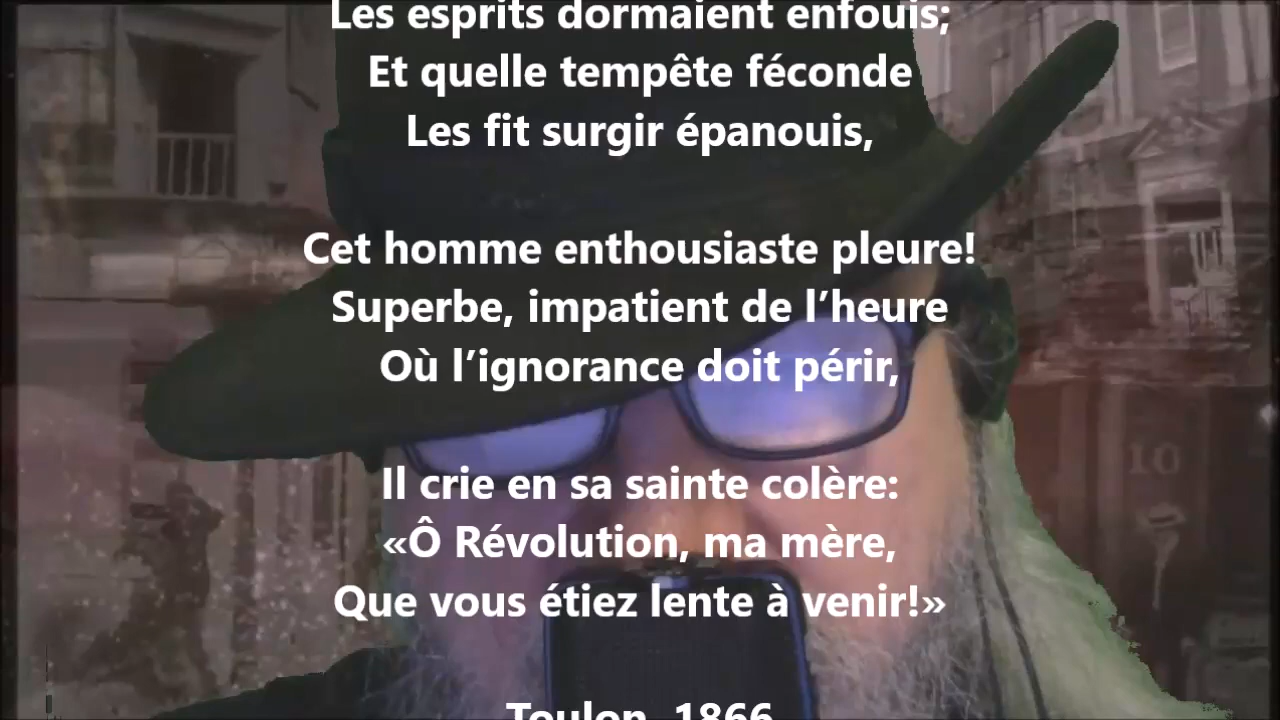 Les esprits dormaient enfouis;
Et quelle tempête féconde
Les fit surgir épanouis,
Cet homme enthousiaste pleure!
Superbe, impatient de l’heure
Où l’ignorance doit périr,
Il crie en sa sainte colère:
«Ô Révolution, ma mère,
Que vous étiez lente à venir!»
Toulon, 1866
10